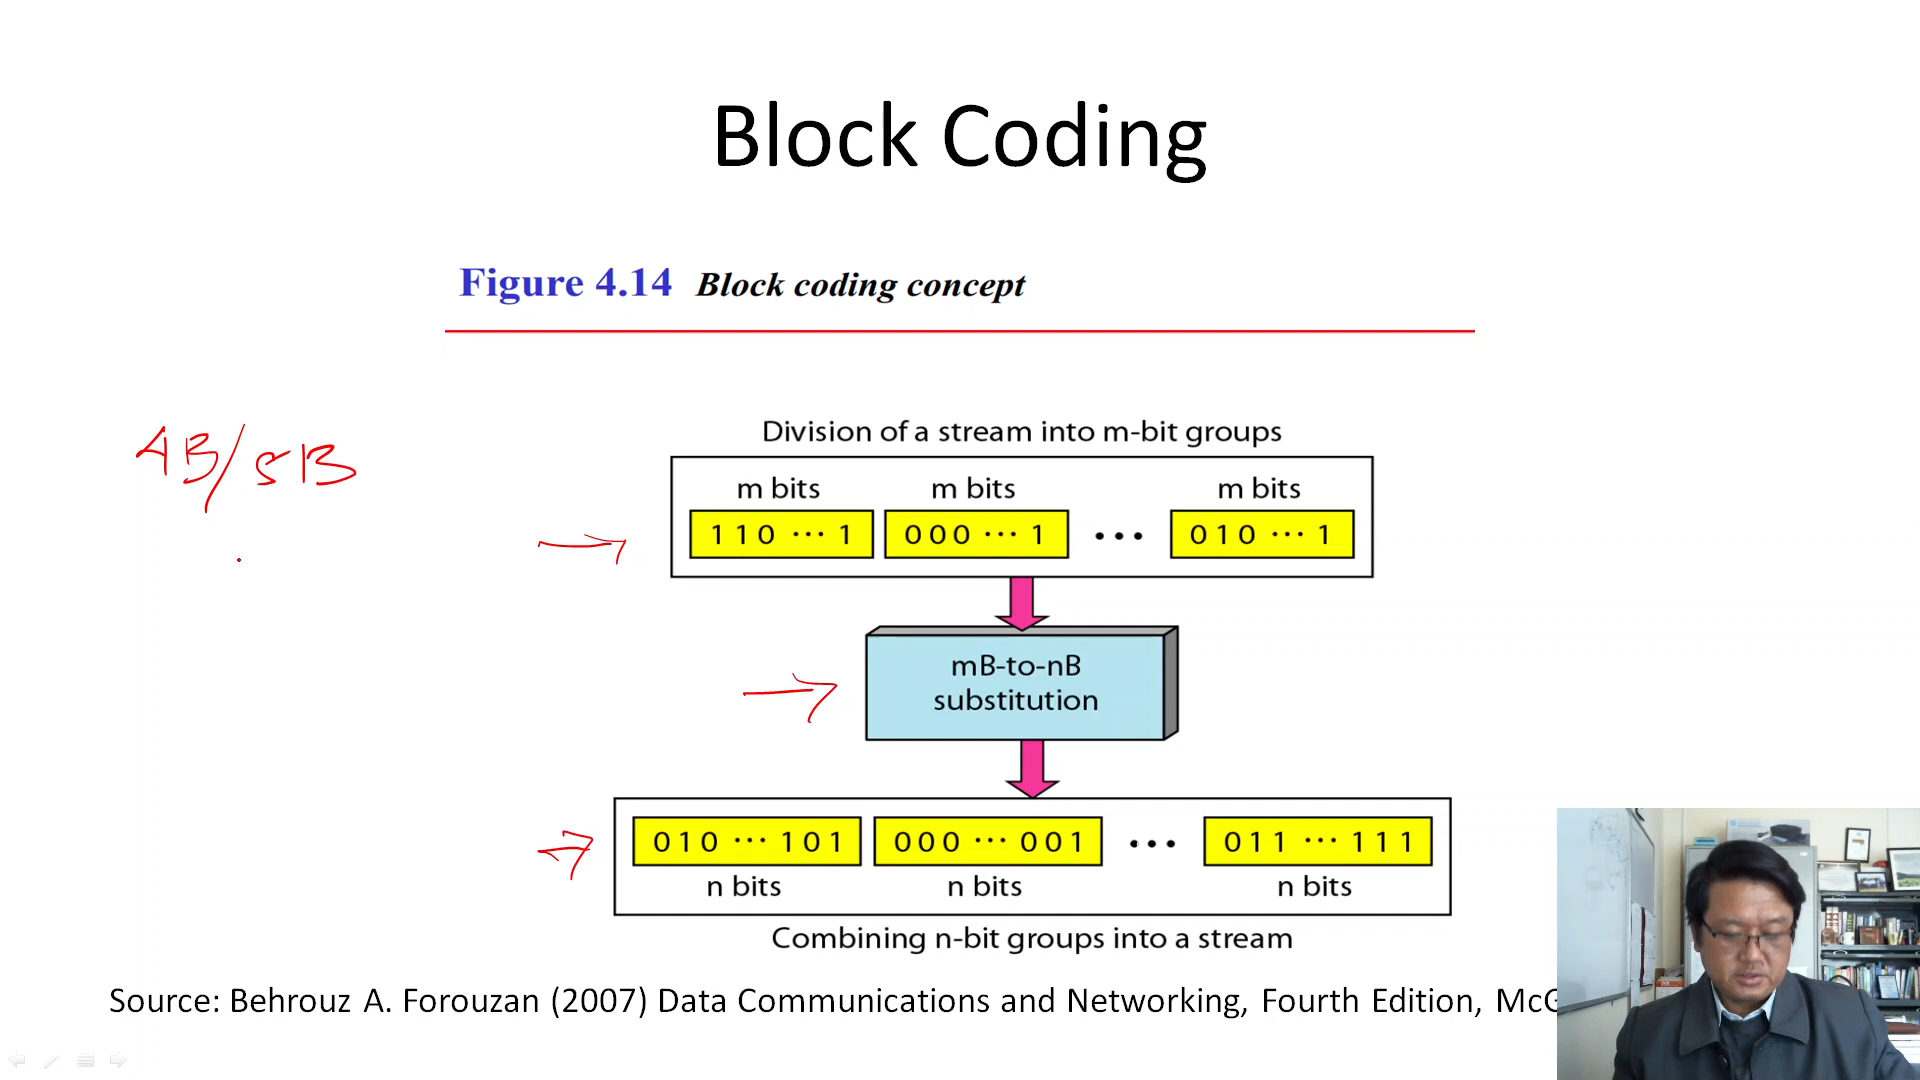 Block Coding
Figure 4.14 Block coding concept
4B/5B
Division of a stream into m-bit groups
m bits m bits m bits
1 1 0 ··· 1 0 0 0 ··· 1 ··· 0 1 0 ··· 1
mB-to-nB
substitution
0 1 0 ··· 1 0 1 0 0 0 ··· 0 0 1 ··· 0 1 1 ··· 1 1 1
n bits n bits n bits
Combining n-bit groups into a stream
Source: Behrouz A. Forouzan (2007) Data Communications and Networking, Fourth Edition, McG